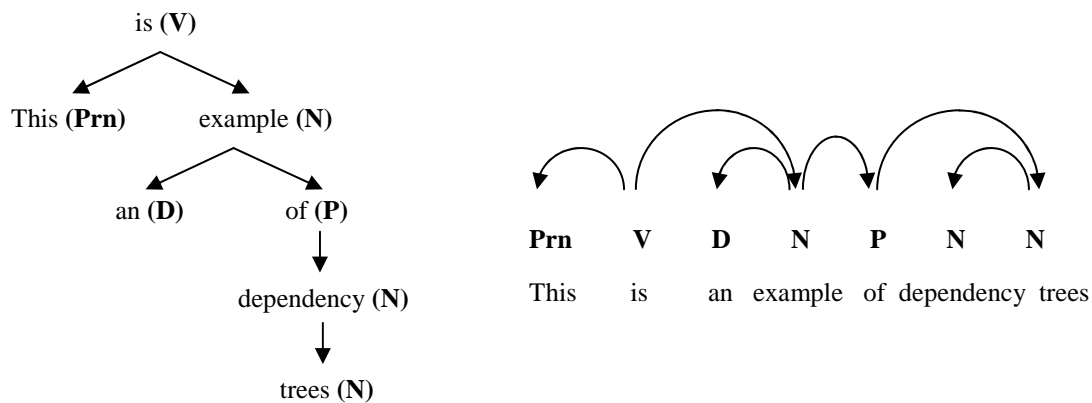 is (V)
This (Prn) example (N)
an (D) of (P)
dependency (N)
trees (N)
Prn V D N P N N
This is an example of dependency trees